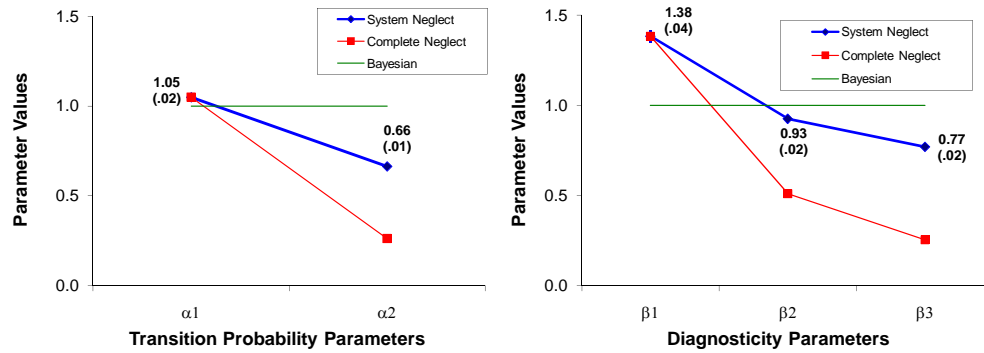 1.5
1.0
0.5
0.0
Parameter Values
System Neglect
Complete Neglect
Bayesian
1.05
(.02)
0.66
(.01)
α1
α2
Transition Probability Parameters
1.5
1.0
0.5
0.0
Parameter Values
1.38
(.04)
System Neglect
Complete Neglect
Bayesian
0.93
(.02)
0.77
(.02)
β1
β2
β3
Diagnosticity Parameters